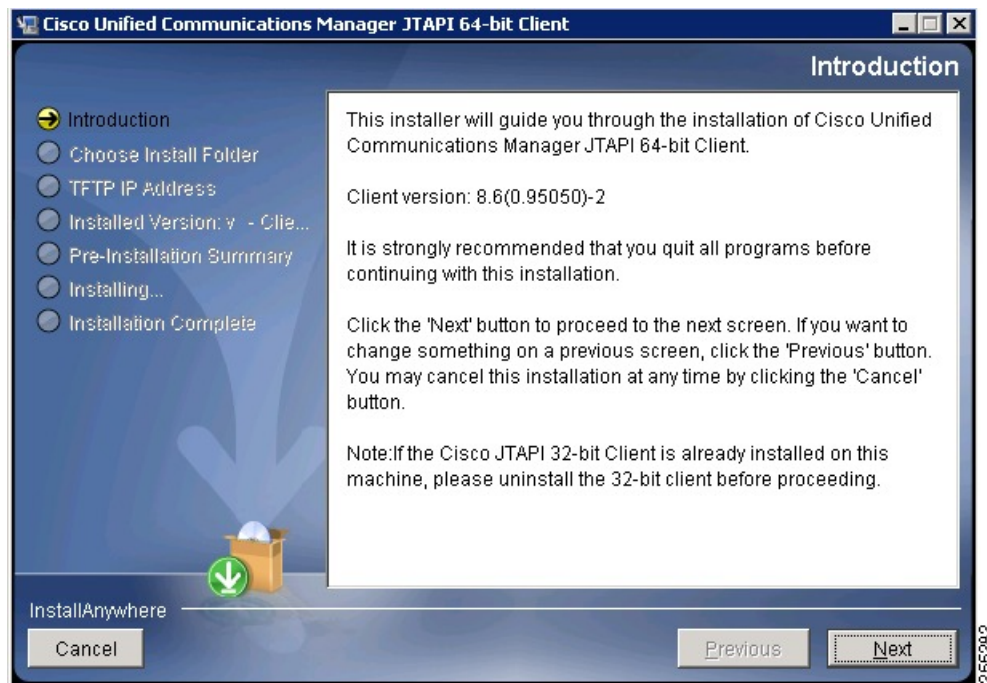 Cisco Unified Communications Manager JTAPI 64-bit Client
Introduction
Introduction
Choose Install Folder
TFTP IP Address
Installed Version: v - Clie...
Pre-Installation Summary
Installing...
Installation Complete
This installer will guide you through the installation of Cisco Unified
Communications Manager JTAPI 64-bit Client.
Client version: 8.6(0.95050)-2
It is strongly recommended that you quit all programs before
continuing with this installation.
Click the 'Next' button to proceed to the next screen. If you want to
change something on a previous screen, click the 'Previous' button.
You may cancel this installation at any time by clicking the 'Cancel'
button.
Note:If the Cisco JTAPI 32-bit Client is already installed on this
machine, please uninstall the 32-bit client before proceeding.
InstallAnywhere
Cancel
Previous
Next